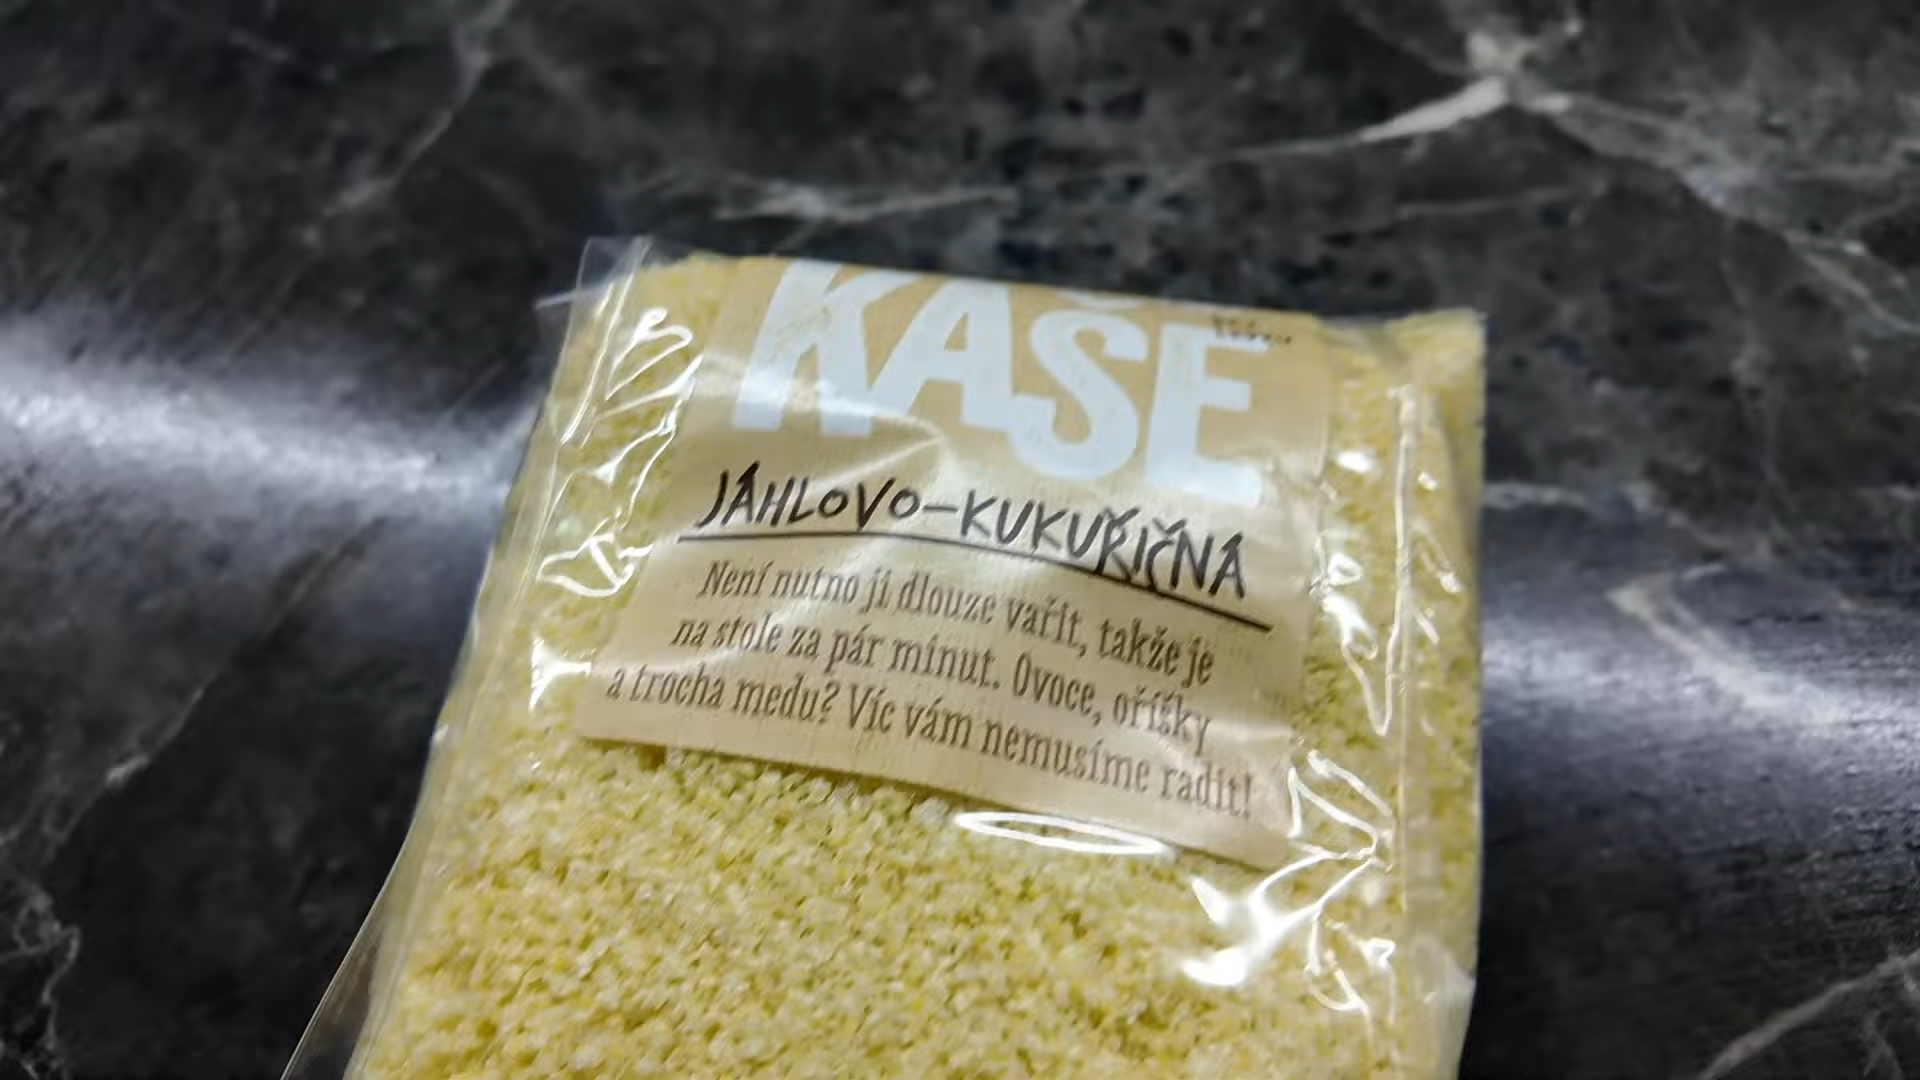 KAŠE
JÁHLOVO-KUKUŘIČNÁ
Není nutno ji dlouze vařit, takže je
na stole za pár minut. Ovoce, oříšky
a trocha medu? Víc vám nemusíme radit!